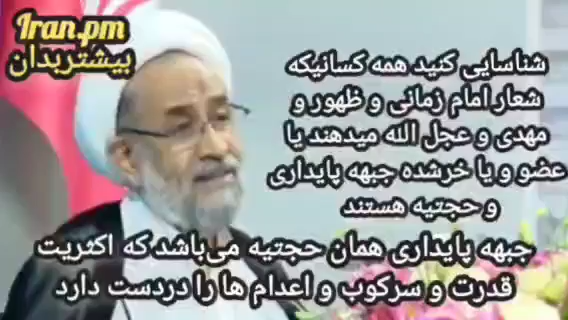 Iran.pm
بیشتربدان
شناسایی کنید همه کسانیکه
شعار امام زمانی و ظهور و
مهدی و عجل الله میدهند یا
عضو و یا خرشده جبهه پایداری
و حجتیه هستند
جبهه پایداری همان حجتیه می‌باشد که اکثریت
قدرت و سرکوب و اعدام ها را دردست دارد